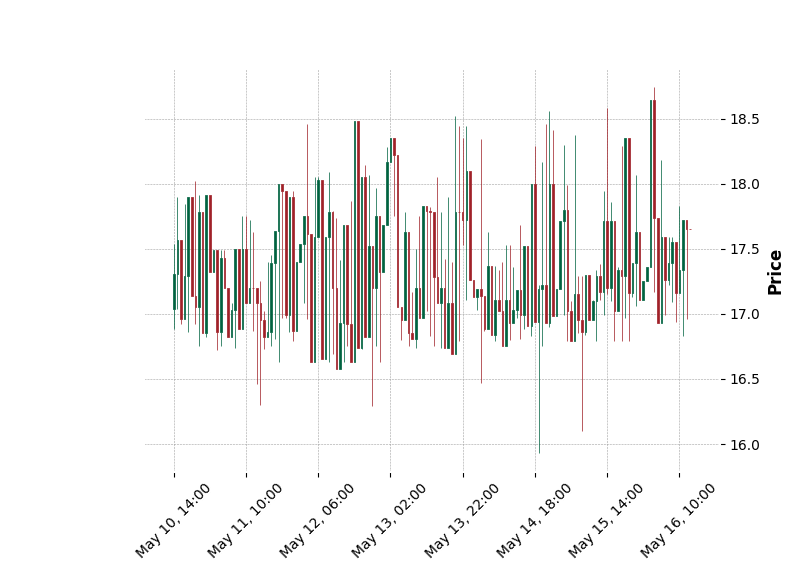 18.5
18.0
17.5
17.0
16.5
16.0
Price
May 10, 14:00
May 11, 10:00
May 12, 06:00
May 13, 02:00
May 13, 22:00
May 14, 18:00
May 15, 14:00
May 16, 10:00